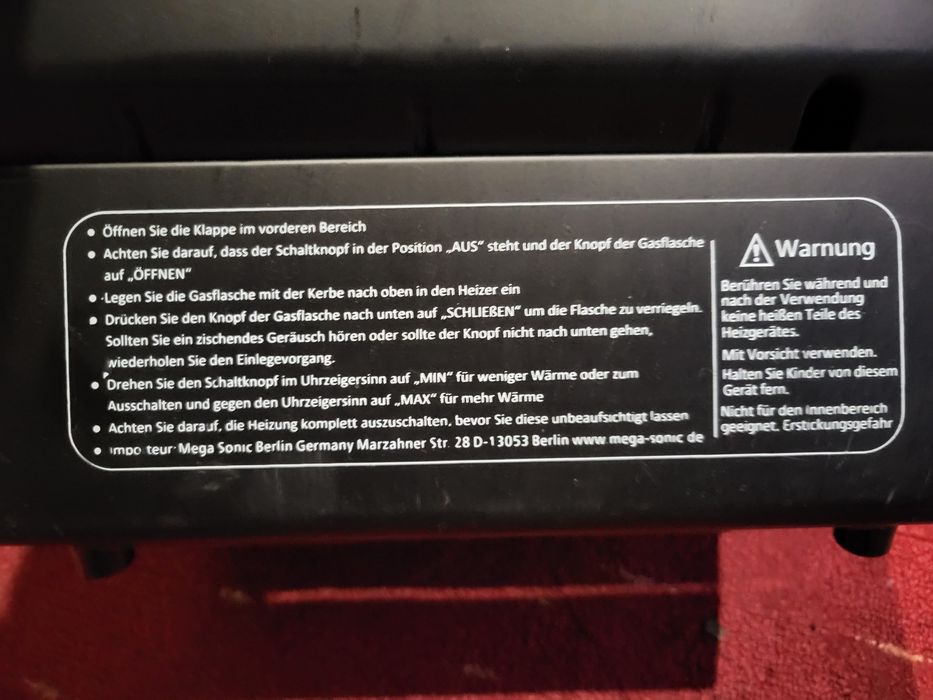 • Öffnen Sie die Klappe im vorderen Bereich
• Achten Sie darauf, dass der Schaltknopf in der Position „AUS“ steht und der Knopf der Gasflasche
auf „ÖFFNEN“
• Legen Sie die Gasflasche mit der Kerbe nach oben in den Heizer ein
• Drücken Sie den Knopf der Gasflasche nach unten auf „SCHLIEßEN“ um die Flasche zu verriegeln.
Sollten Sie ein zischendes Geräusch hören oder sollte der Knopf nicht nach unten gehen,
wiederholen Sie den Einlegevorgang.
• Drehen Sie den Schaltknopf im Uhrzeigersinn auf „MIN“ für weniger Wärme oder zum
Ausschalten und gegen den Uhrzeigersinn auf „MAX“ für mehr Wärme
• Achten Sie darauf, die Heizung komplett auszuschalten, bevor Sie diese unbeaufsichtigt lassen
• Importeur: Mega Sonic Berlin Germany Marzahner Str. 28 D-13053 Berlin www.mega-sonic.de
Warnung
Berühren Sie während und
nach der Verwendung
keine heißen Teile des
Heizgerätes.
Mit Vorsicht verwenden.
Halten Sie Kinder von diesem
Gerät fern.
Nicht für den Innenbereich
geeignet. Erstickungsgefahr